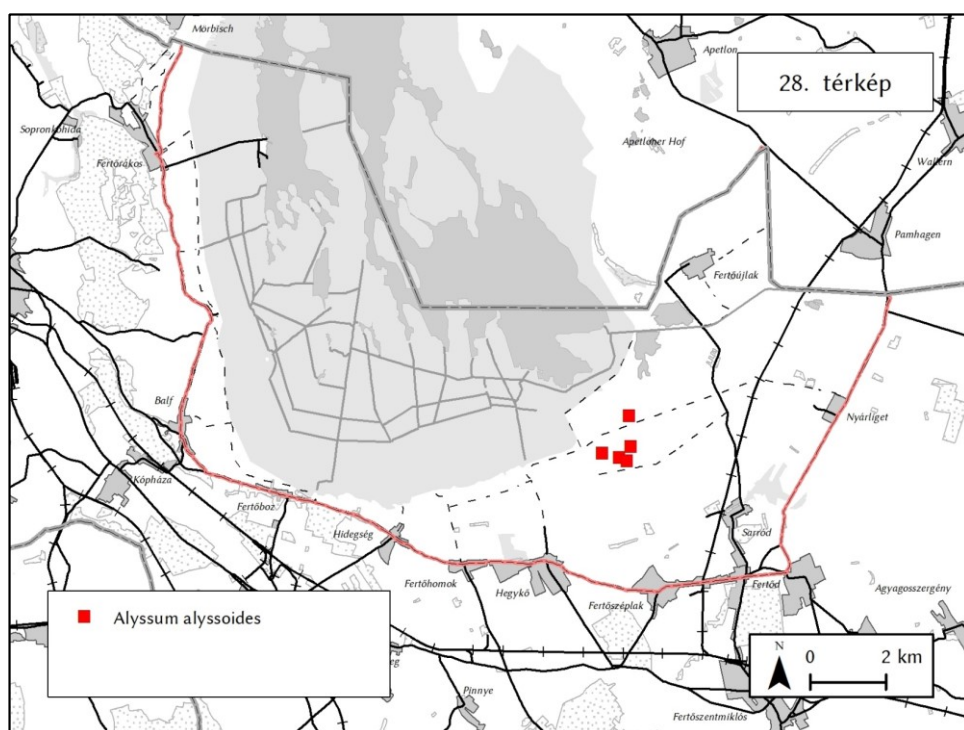 Mörbisch
Apetlon
28. térkép
Sopronkőhida
Apetloner Hof
Wallern
Fertőrákos
Pamhagen
Fertőújlak
Balf
Nyárliget
Kópháza
Fertőboz
Hidegség
Sarród
Fertőhomok
Hegykő
Fertőd
Fertőszéplak
Agyagosszergény
Alyssum alyssoides
N
0 2 km
Pinnye
Fertőszentmiklós